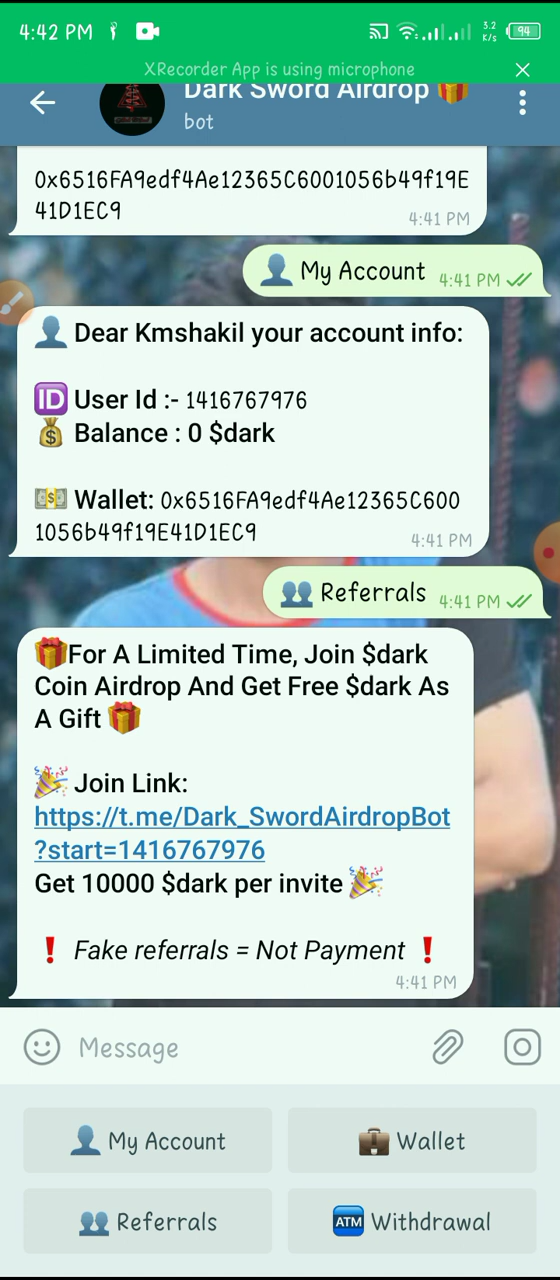 4:42 PM
3.2
K/s
94
XRecorder App is using microphone
Dark Sword Airdrop 🎁
bot
0x6516FA9edf4Ae12365C6001056b49f19E
41D1EC9
4:41 PM
👤 My Account 4:41 PM
👤 Dear Kmshakil your account info:
🆔 User Id :- 1416767976
💰 Balance : 0 $dark
💵 Wallet: 0x6516FA9edf4Ae12365C600
1056b49f19E41D1EC9
4:41 PM
👥 Referrals 4:41 PM
🎁For A Limited Time, Join $dark
Coin Airdrop And Get Free $dark As
A Gift 🎁
🎉 Join Link:
https://t.me/Dark_SwordAirdropBot
?start=1416767976
Get 10000 $dark per invite 🎉
❗ Fake referrals = Not Payment ❗
4:41 PM
Message
👤 My Account
💼 Wallet
👥 Referrals
🏧 Withdrawal